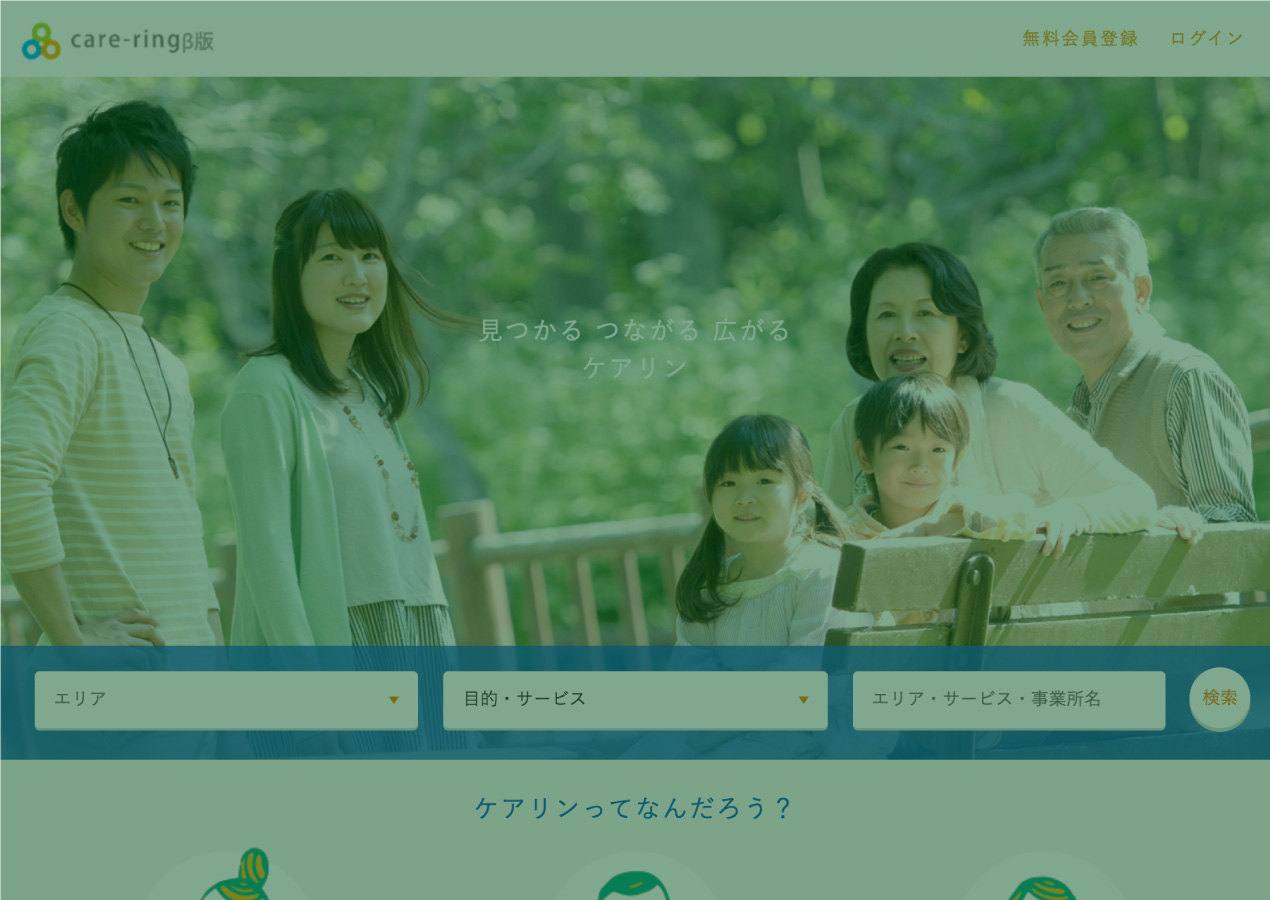 care-ringβ版
無料会員登録
ログイン
見つかる つながる 広がる
ケアリン
エリア
目的・サービス
エリア・サービス・事業所名
検索
ケアリンってなんだろう？